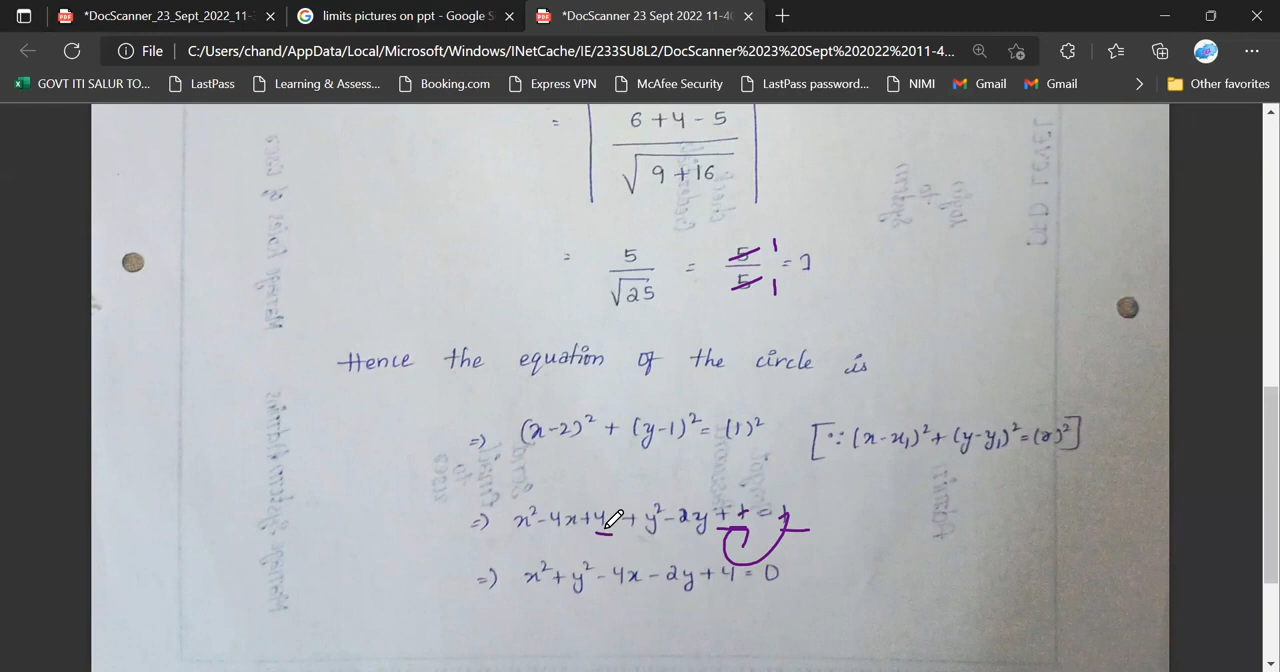 *DocScanner_23_Sept_2022_11-
limits pictures on ppt - Google S
*DocScanner 23 Sept 2022 11-40
File
C:/Users/chand/AppData/Local/Microsoft/Windows/INetCache/IE/233SU8L2/DocScanner%2023%20Sept%202022%2011-4...
GOVT ITI SALUR TO...
LastPass
Learning & Assess...
Booking.com
Express VPN
McAfee Security
LastPass password...
NIMI
Gmail
Gmail
Other favorites
= | (6 + 4 - 5) / √(9 + 16) |
= 5 / √25 = 5 1 / 5 1 = 1
Hence the equation of the circle is
=) (x-2)² + (y-1)² = (1)² [∵ (x-x₁)² + (y-y₁)² = (r)²]
=) x² - 4x + 4 + y² - 2y + 1 = 1
=) x² + y² - 4x - 2y + 4 = 0